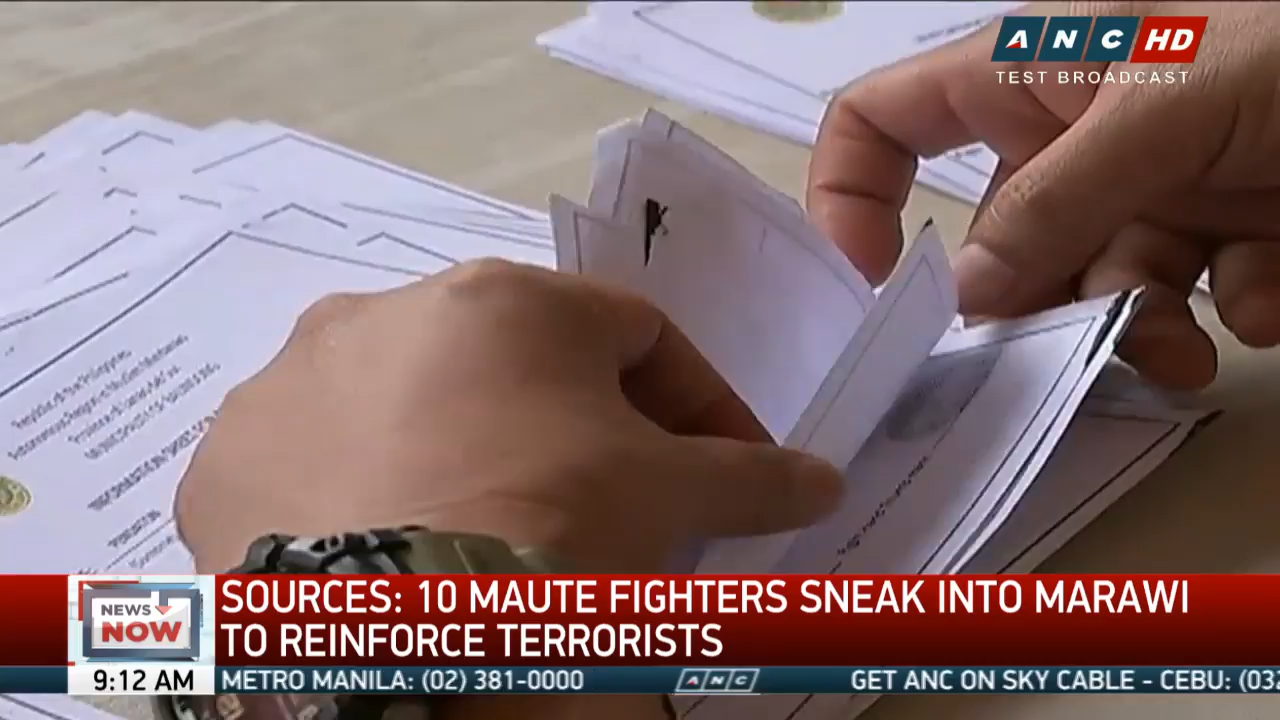 ANC HD
TEST BROADCAST
NEWS
NOW
SOURCES: 10 MAUTE FIGHTERS SNEAK INTO MARAWI
TO REINFORCE TERRORISTS
9:12 AM
METRO MANILA: (02) 381-0000
ANC
GET ANC ON SKY CABLE - CEBU: (032